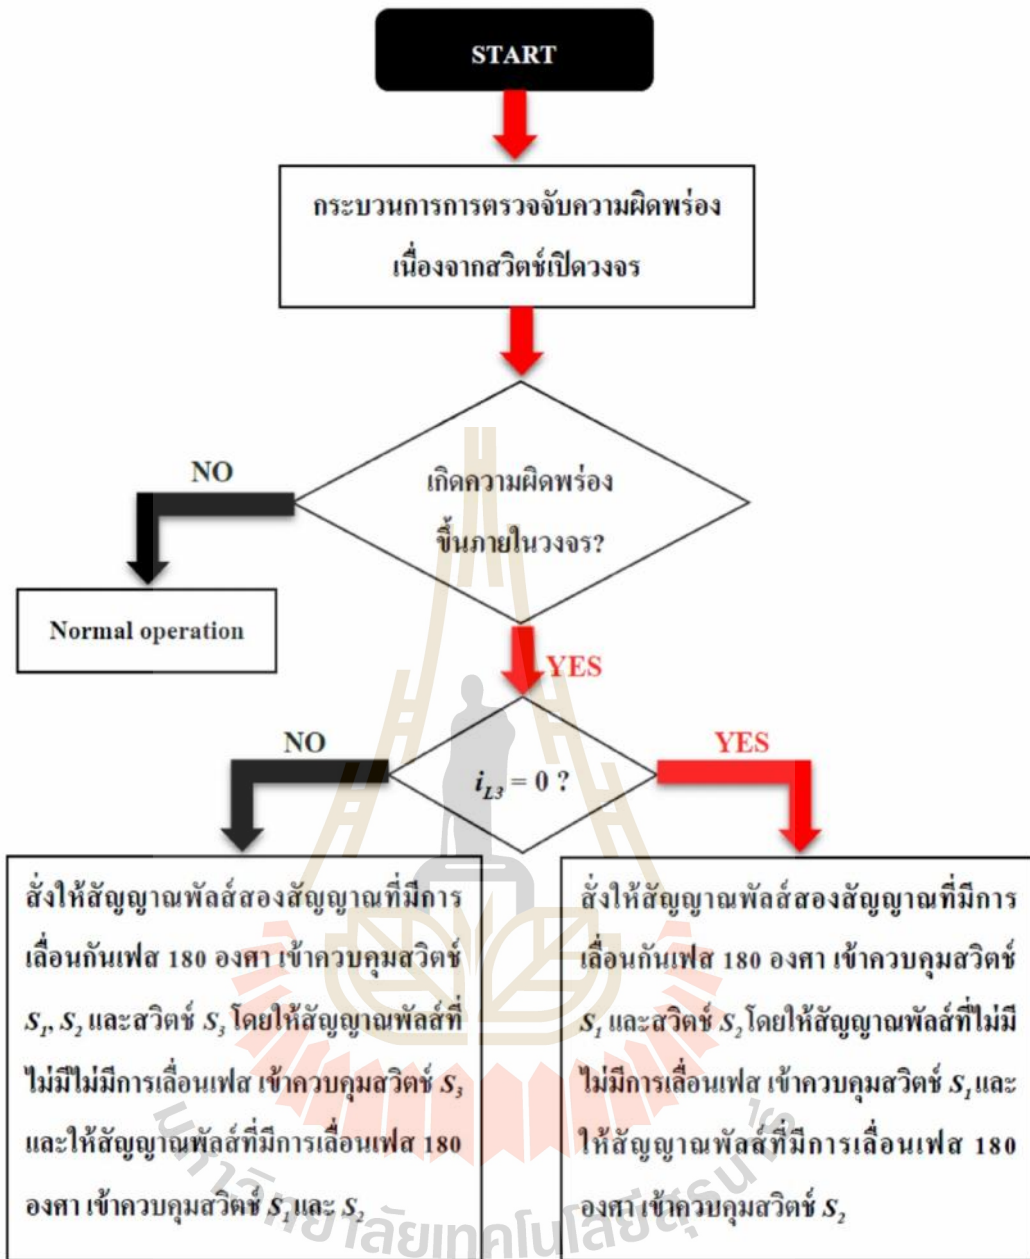 START
กระบวนการการตรวจจับความผิดพร่อง
เนื่องจากสวิตช์เปิดวงจร
เกิดความผิดพร่อง
ขึ้นภายในวงจร?
NO
Normal operation
YES
NO
YES
i_{L3} = 0 ?
สั่งให้สัญญาณพัลส์สองสัญญาณที่มีการ
เลื่อนกันเฟส 180 องศา เข้าควบคุมสวิตช์
S_1, S_2 และสวิตช์ S_3 โดยให้สัญญาณพัลส์ที่
ไม่มีไม่มีการเลื่อนเฟส เข้าควบคุมสวิตช์ S_3
และให้สัญญาณพัลส์ที่มีการเลื่อนเฟส 180
องศา เข้าควบคุมสวิตช์ S_1 และ S_2
สั่งให้สัญญาณพัลส์สองสัญญาณที่มีการ
เลื่อนกันเฟส 180 องศา เข้าควบคุมสวิตช์
S_1 และสวิตช์ S_2 โดยให้สัญญาณพัลส์ที่ไม่มี
ไม่มีการเลื่อนเฟส เข้าควบคุมสวิตช์ S_1 และ
ให้สัญญาณพัลส์ที่มีการเลื่อนเฟส 180
องศา เข้าควบคุมสวิตช์ S_2